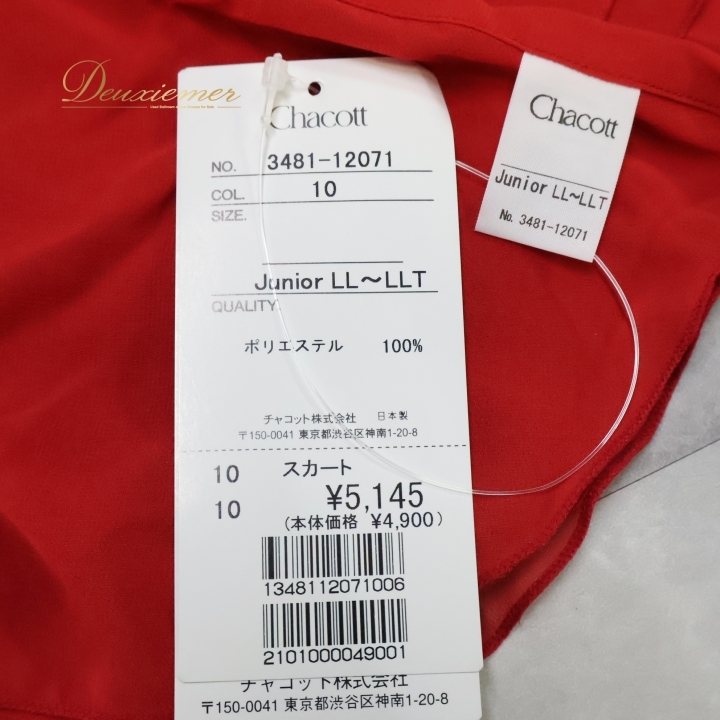 Deuxiemer
Chacott
NO. 3481-12071
COL. 10
SIZE.
Junior LL～LLT
QUALITY.
ポリエステル 100%
チャコット株式会社 日本製
〒150-0041 東京都渋谷区神南1-20-8
10 スカート
10 ¥5,145
(本体価格 ¥4,900)
1348112071006
2101000049001
チャコット株式会社
〒150-0041 東京都渋谷区神南1-20-8
Chacott
Junior LL～LLT
No. 3481-12071